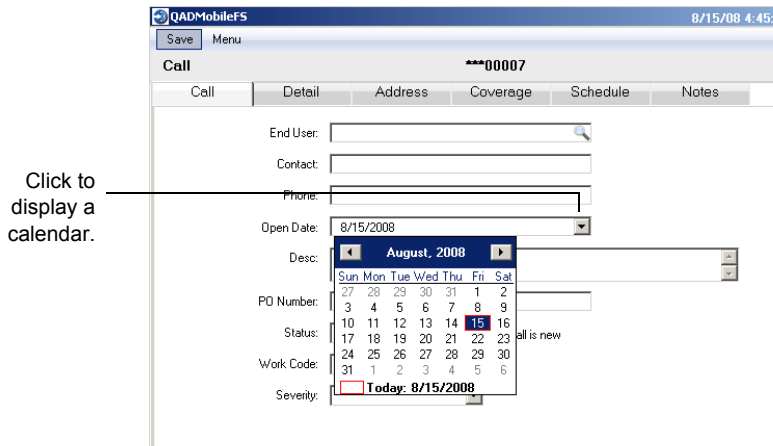 QADMobileFS 8/15/08 4:45:
Save Menu
Call ***00007
Call Detail Address Coverage Schedule Notes
End User:
Contact:
Click to
display a
calendar.
Phone:
Open Date: 8/15/2008
Desc:
August, 2008
Sun Mon Tue Wed Thu Fri Sat
27 28 29 30 31 1 2
PO Number:
3 4 5 6 7 8 9
10 11 12 13 14 15 16
Status: all is new
17 18 19 20 21 22 23
24 25 26 27 28 29 30
Work Code:
31 1 2 3 4 5 6
Today: 8/15/2008
Severity: